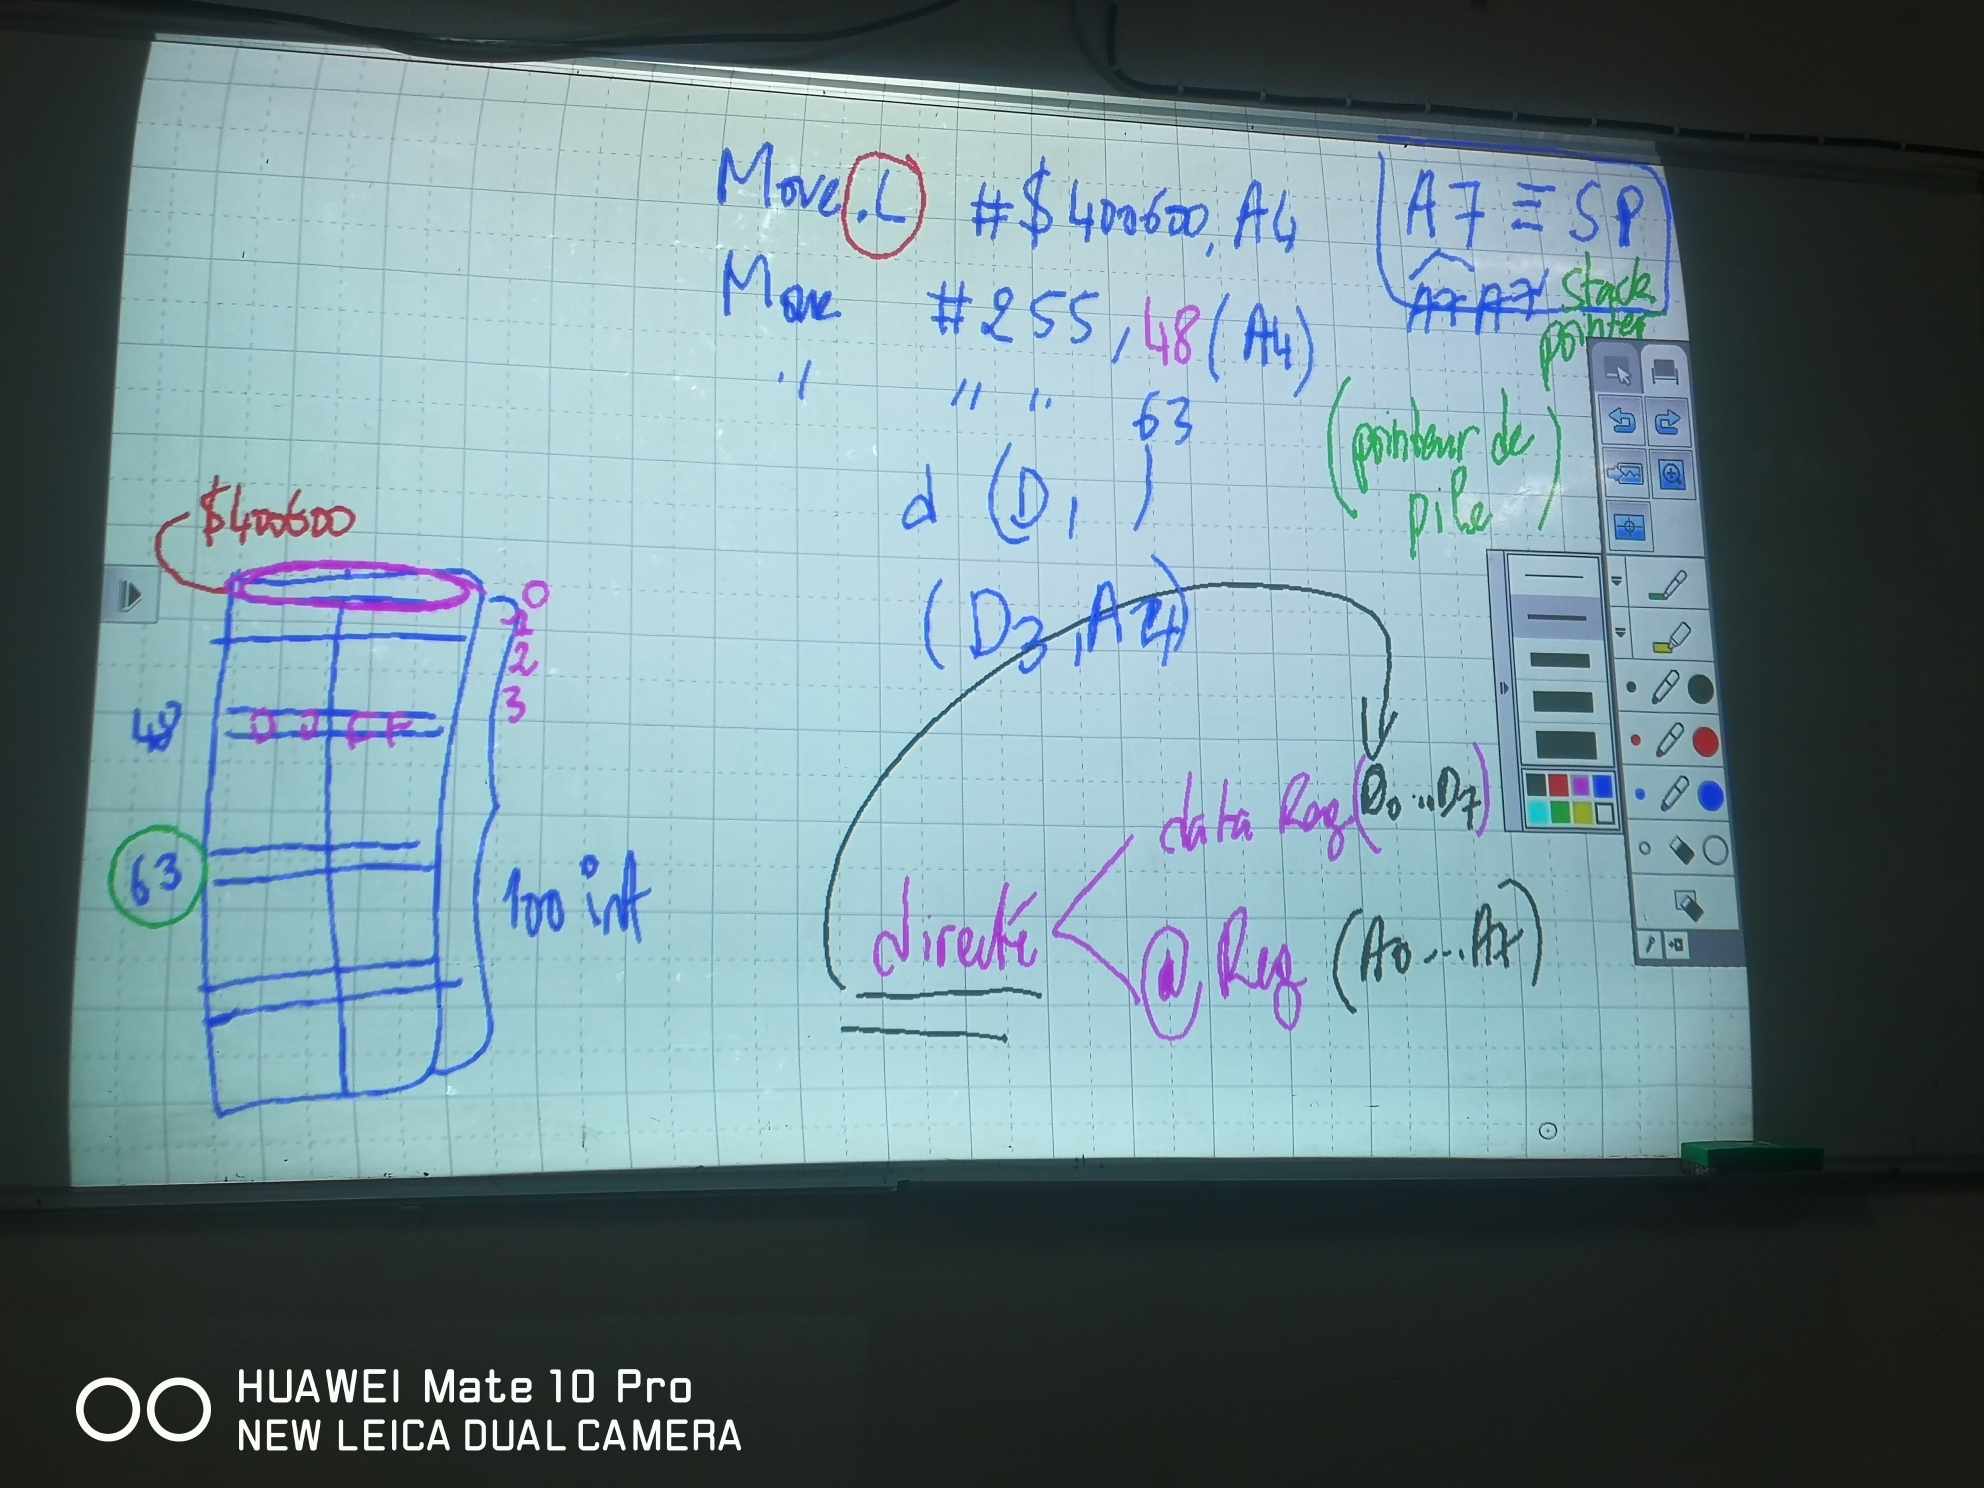 Move.L #$400600, A4
Move #255, 48(A4)
" " " 63
d (D, )
(D3, A4)
A7 ≡ SP
A7 A7'
stack
pointer
(pointeur de
pile)
$400600
0
1
2
3
48
00FF
63
100 int
directe
data Reg (D0...D7)
@ Reg (A0...A7)
HUAWEI Mate 10 Pro
NEW LEICA DUAL CAMERA